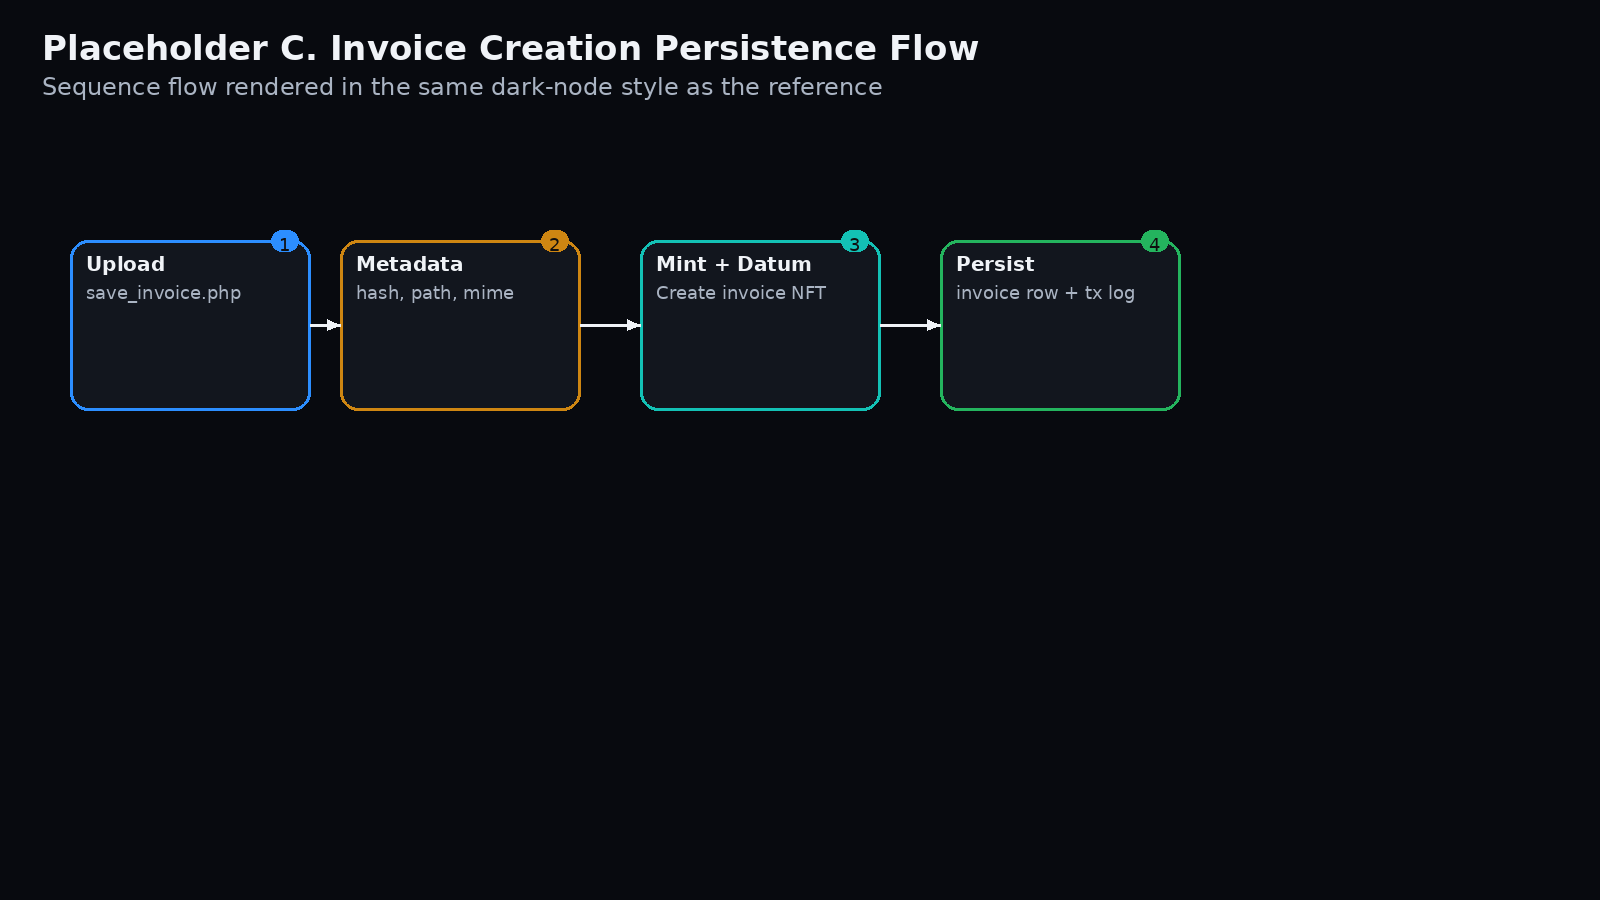 Placeholder C. Invoice Creation Persistence Flow
Sequence flow rendered in the same dark-node style as the reference
1
Upload
save_invoice.php
2
Metadata
hash, path, mime
3
Mint + Datum
Create invoice NFT
4
Persist
invoice row + tx log